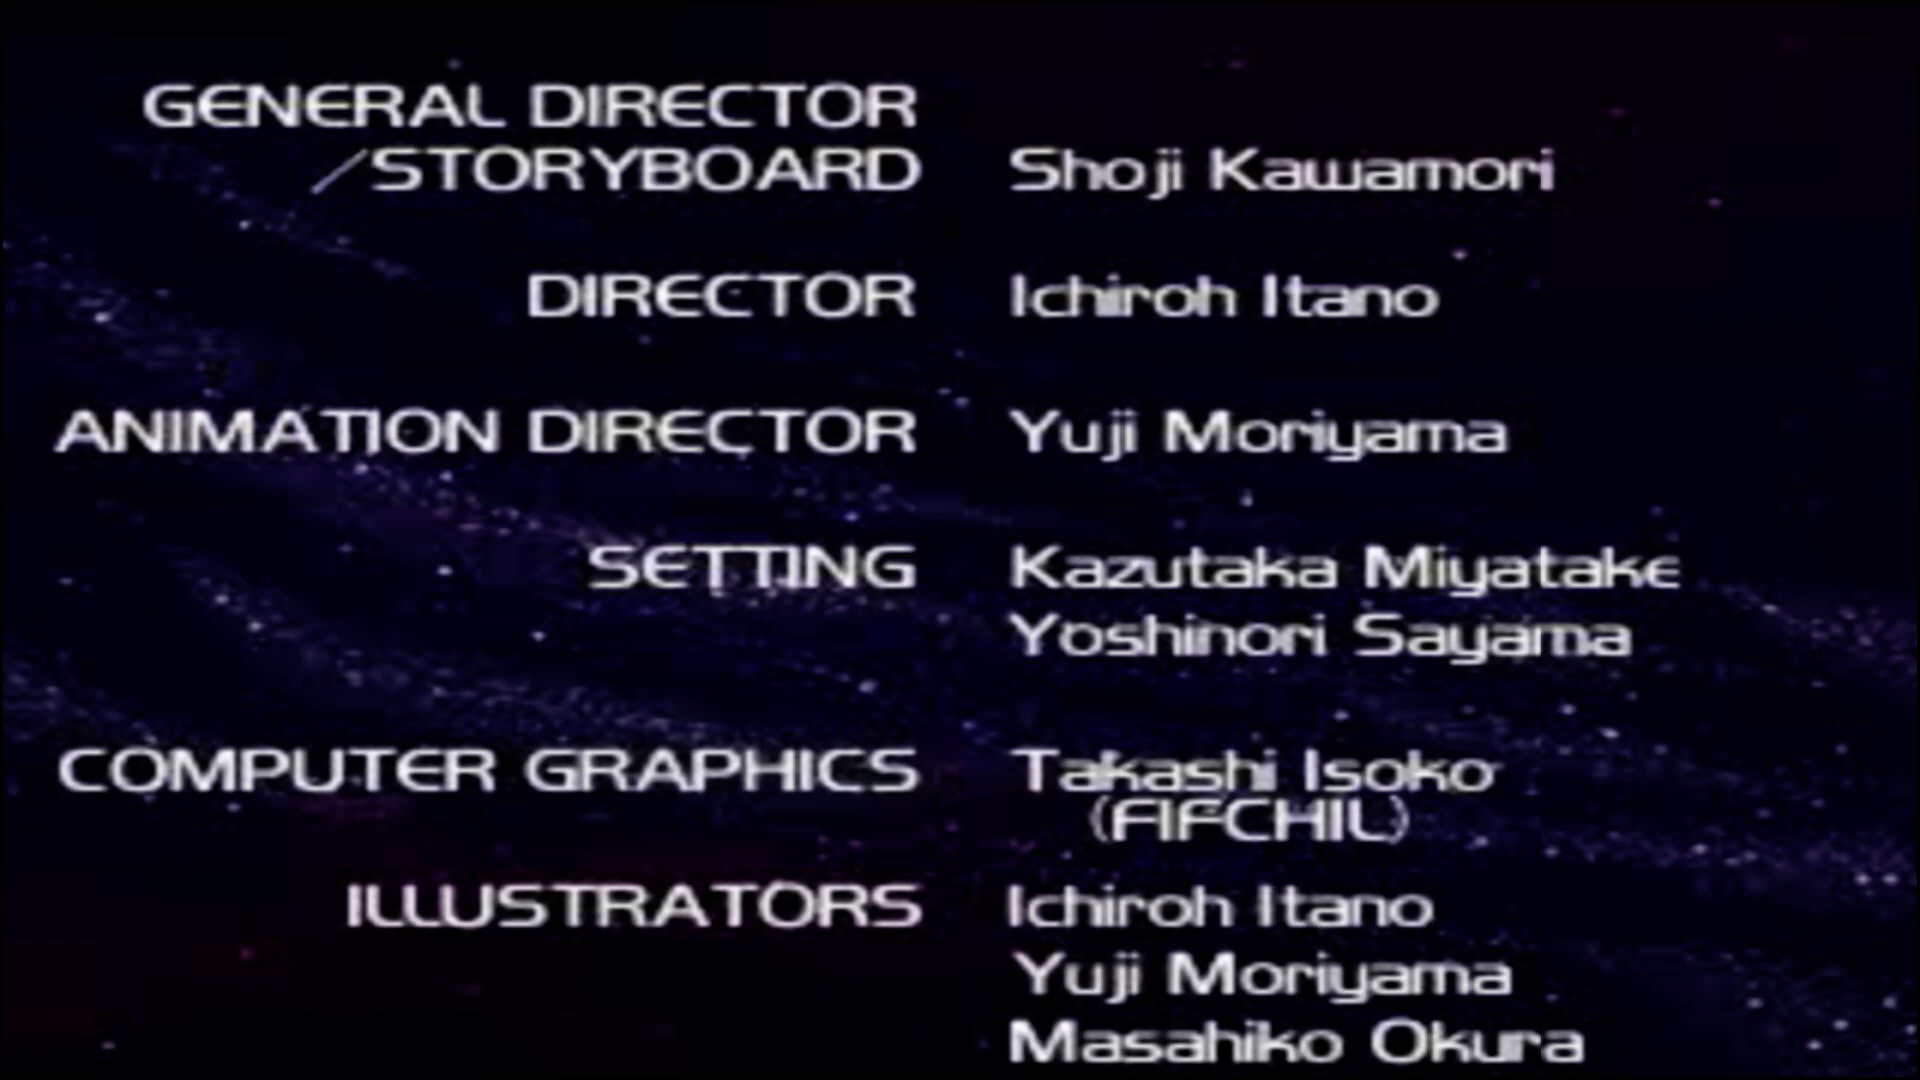 GENERAL DIRECTOR
/STORYBOARD Shoji Kawamori
DIRECTOR Ichiroh Itano
ANIMATION DIRECTOR Yuji Moriyama
SETTING Kazutaka Miyatake
Yoshinori Sayama
COMPUTER GRAPHICS Takashi Isoko
(FIFCHIL)
ILLUSTRATORS Ichiroh Itano
Yuji Moriyama
Masahiko Okura